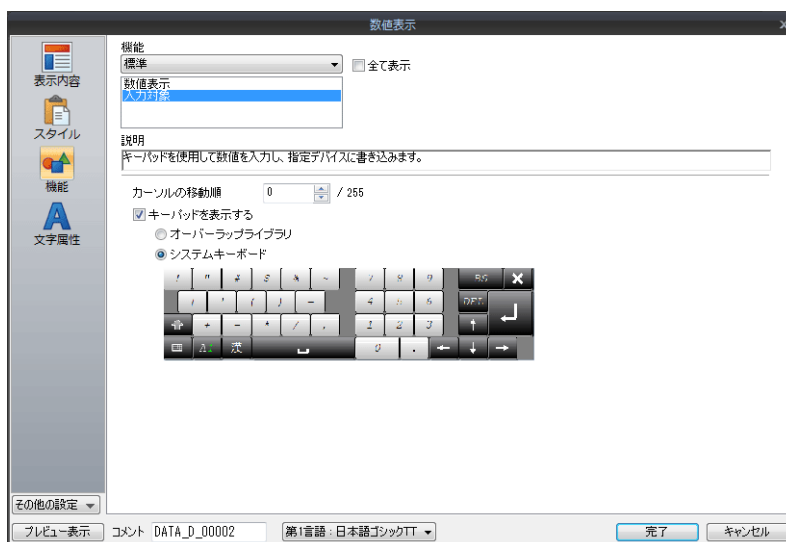 数値表示
表示内容
スタイル
機能
文字属性
その他の設定
機能
標準
全て表示
数値表示
入力対象
説明
キーパッドを使用して数値を入力し、指定デバイスに書き込みます。
カーソルの移動順 0 / 255
キーパッドを表示する
オーバーラップライブラリ
システムキーボード
! " # $ % ~ 7 8 9 BS
( ) - 4 5 6 DEL
+ - * / , 1 2 3
漢 0 .
プレビュー表示 コメント DATA_D_00002 第1言語:日本語ゴシックTT 完了 キャンセル